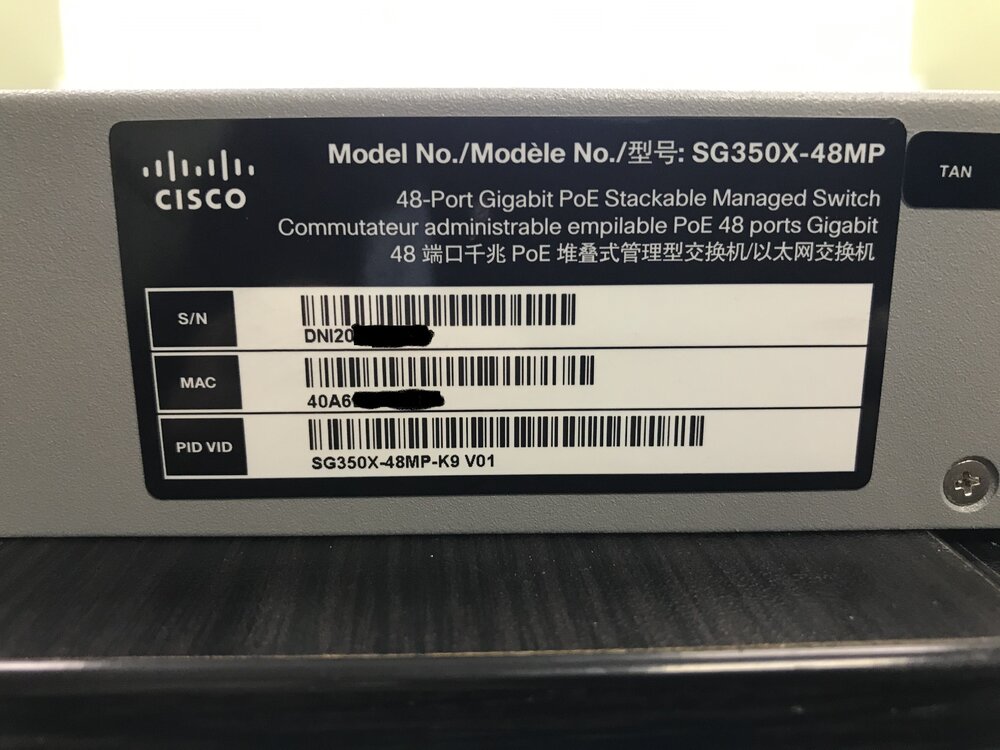 CISCO
Model No./Modèle No./型号: SG350X-48MP
48-Port Gigabit PoE Stackable Managed Switch
Commutateur administrable empilable PoE 48 ports Gigabit
48 端口千兆 PoE 堆叠式管理型交换机/以太网交换机
TAN
S/N
DNI20
MAC
40A6
PID VID
SG350X-48MP-K9 V01